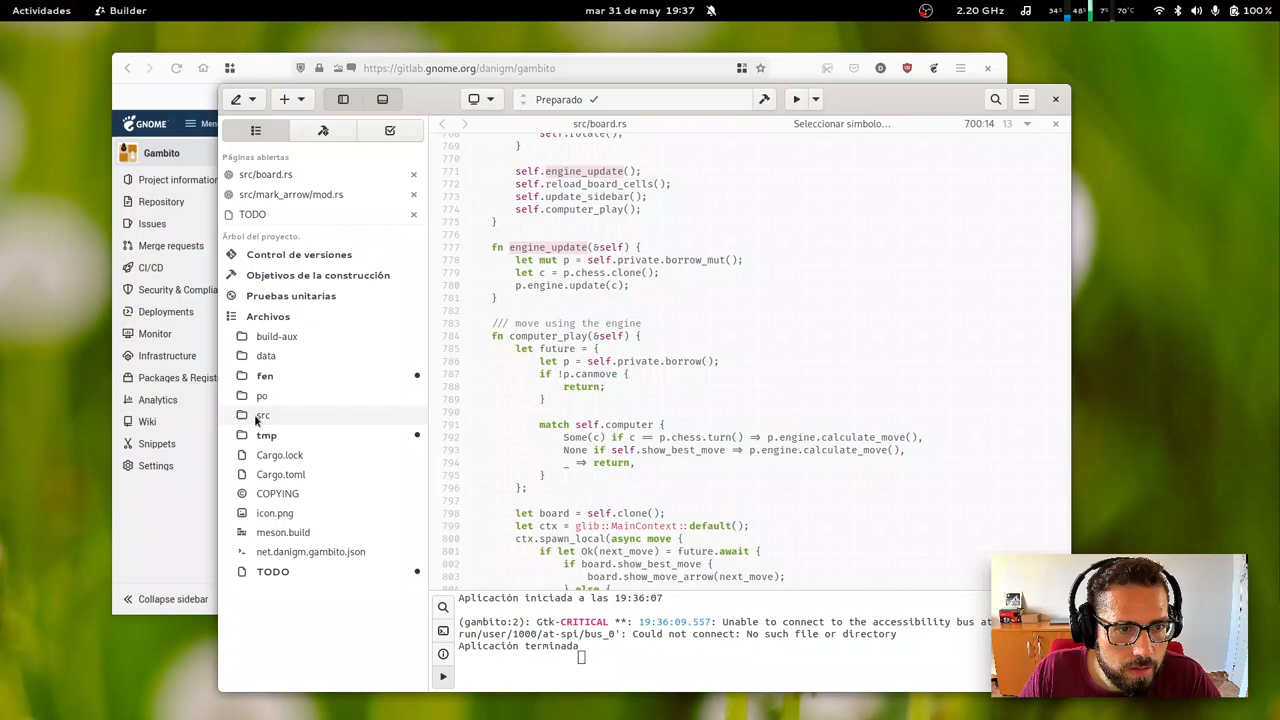 Actividades Builder mar 31 de may 19:37 2.20 GHz 34% 48% 7% 70°C 100 %
https://gitlab.gnome.org/danigm/gambito
Preparado
GNOME Men
Gambito
Project information
Repository
Issues
Merge requests
CI/CD
Security & Complia
Deployments
Monitor
Infrastructure
Packages & Regist
Analytics
Wiki
Snippets
Settings
Collapse sidebar
Páginas abiertas
src/board.rs
src/mark_arrow/mod.rs
TODO
Árbol del proyecto.
Control de versiones
Objetivos de la construcción
Pruebas unitarias
Archivos
build-aux
data
fen
po
src
tmp
Cargo.lock
Cargo.toml
COPYING
icon.png
meson.build
net.danigm.gambito.json
TODO
src/board.rs Seleccionar símbolo… 700:14 13
768 self.rotate();
769 }
770
771 self.engine_update();
772 self.reload_board_cells();
773 self.update_sidebar();
774 self.computer_play();
775 }
776
777 fn engine_update(&self) {
778 let mut p = self.private.borrow_mut();
779 let c = p.chess.clone();
780 p.engine.update(c);
781 }
782
783 /// move using the engine
784 fn computer_play(&self) {
785 let future = {
786 let p = self.private.borrow();
787 if !p.canmove {
788 return;
789 }
790
791 match self.computer {
792 Some(c) if c == p.chess.turn() => p.engine.calculate_move(),
793 None if self.show_best_move => p.engine.calculate_move(),
794 _ => return,
795 }
796 };
797
798 let board = self.clone();
799 let ctx = glib::MainContext::default();
800 ctx.spawn_local(async move {
801 if let Ok(next_move) = future.await {
802 if board.show_best_move {
803 board.show_move_arrow(next_move);
804 } else {
Aplicación iniciada a las 19:36:07
(gambito:2): Gtk-CRITICAL **: 19:36:09.557: Unable to connect to the accessibility bus at
run/user/1000/at-spi/bus_0': Could not connect: No such file or directory
Aplicación terminada